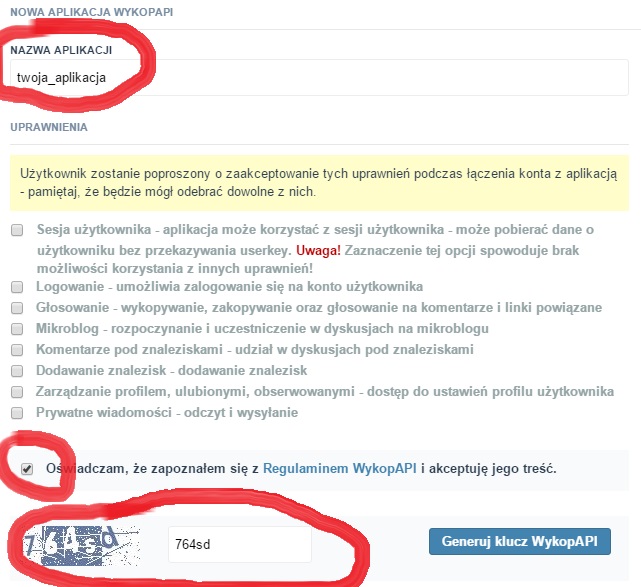 NOWA APLIKACJA WYKOPAPI
NAZWA APLIKACJI
twoja_aplikacja
UPRAWNIENIA
Użytkownik zostanie poproszony o zaakceptowanie tych uprawnień podczas łączenia konta z aplikacją
- pamiętaj, że będzie mógł odebrać dowolne z nich.
Sesja użytkownika - aplikacja może korzystać z sesji użytkownika - może pobierać dane o
użytkowniku bez przekazywania userkey. Uwaga! Zaznaczenie tej opcji spowoduje brak
możliwości korzystania z innych uprawnień!
Logowanie - umożliwia zalogowanie się na konto użytkownika
Głosowanie - wykopywanie, zakopywanie oraz głosowanie na komentarze i linki powiązane
Mikroblog - rozpoczynanie i uczestniczenie w dyskusjach na mikroblogu
Komentarze pod znaleziskami - udział w dyskusjach pod znaleziskami
Dodawanie znalezisk - dodawanie znalezisk
Zarządzanie profilem, ulubionymi, obserwowanymi - dostęp do ustawień profilu użytkownika
Prywatne wiadomości - odczyt i wysyłanie
Oświadczam, że zapoznałem się z Regulaminem WykopAPI i akceptuję jego treść.
764sd
Generuj klucz WykopAPI